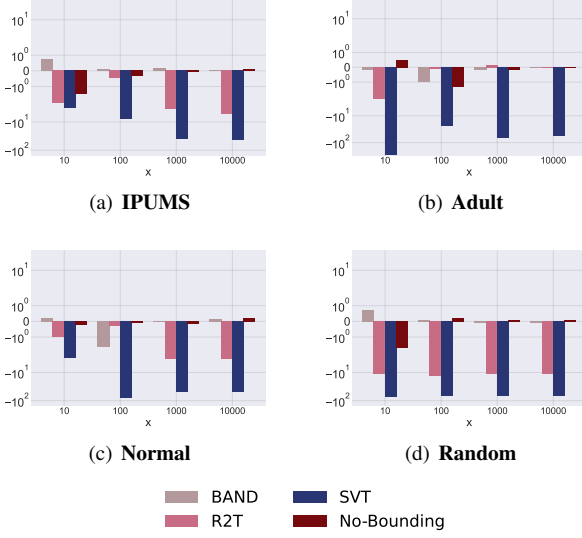 10^1
10^0
0
−10^0
−10^1
−10^2
10 100 1000 10000
x
(a) IPUMS
10^1
10^0
0
−10^0
−10^1
−10^2
10 100 1000 10000
x
(b) Adult
10^1
10^0
0
−10^0
−10^1
−10^2
10 100 1000 10000
x
(c) Normal
10^1
10^0
0
−10^0
−10^1
−10^2
10 100 1000 10000
x
(d) Random
BAND SVT
R2T No-Bounding